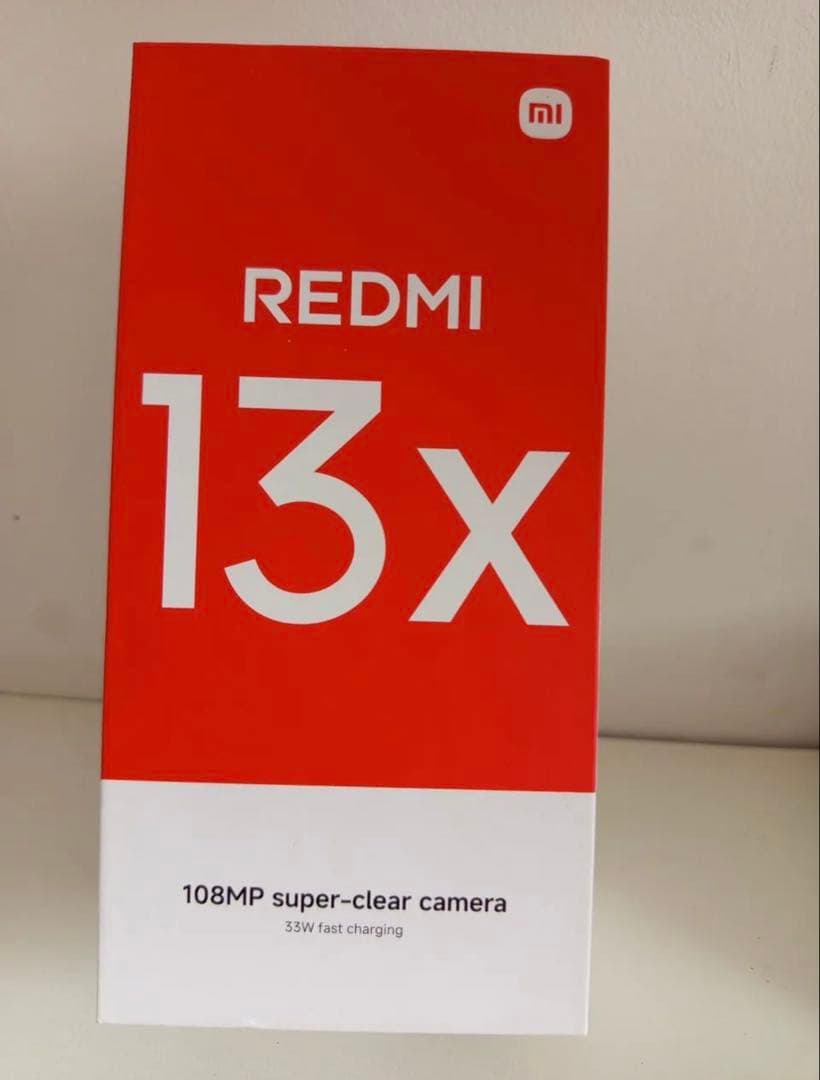 mi
REDMI
13x
108MP super-clear camera
33W fast charging